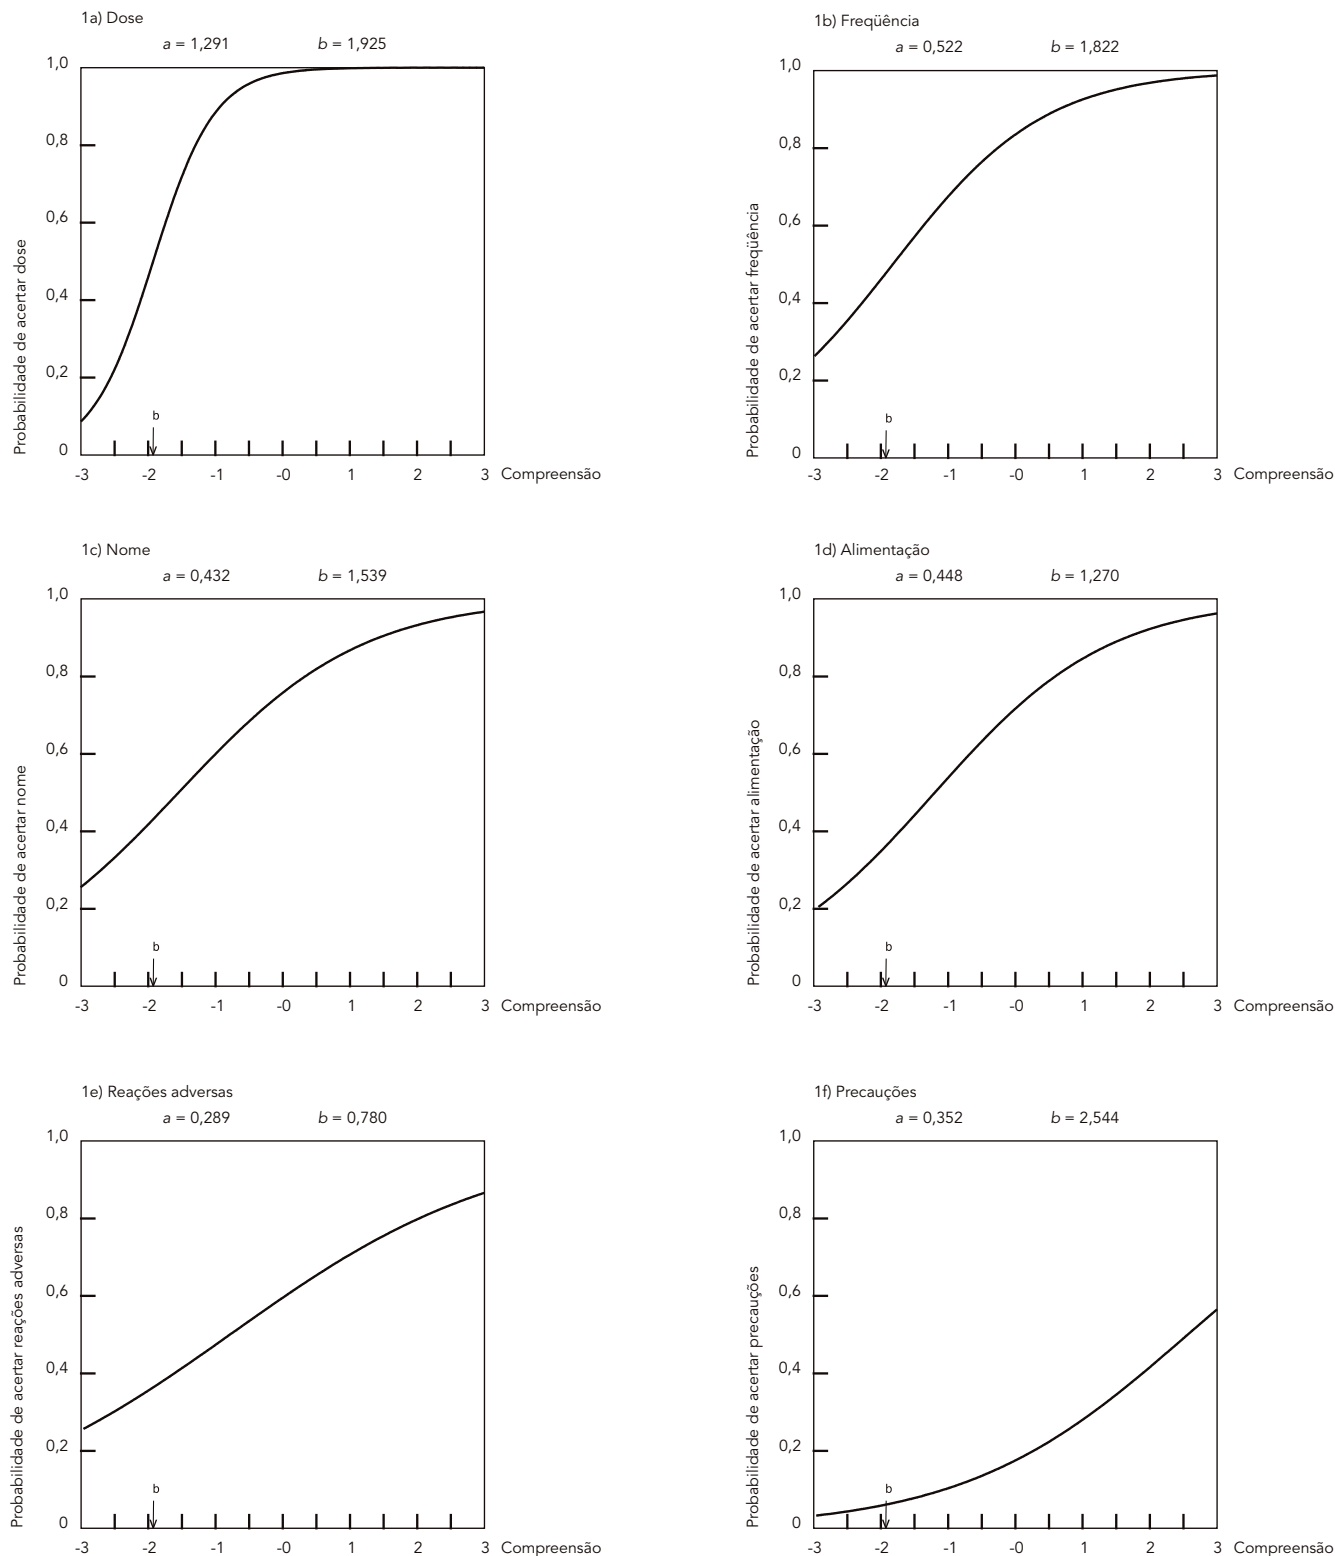 1a) Dose
a = 1,291 b = 1,925
1,0
0,8
0,6
0,4
0,2
0
Probabilidade de acertar dose
b
-3 -2 -1 -0 1 2 3 Compreensão
1b) Freqüência
a = 0,522 b = 1,822
1,0
0,8
0,6
0,4
0,2
0
Probabilidade de acertar freqüência
b
-3 -2 -1 -0 1 2 3 Compreensão
1c) Nome
a = 0,432 b = 1,539
1,0
0,8
0,6
0,4
0,2
0
Probabilidade de acertar nome
b
-3 -2 -1 -0 1 2 3 Compreensão
1d) Alimentação
a = 0,448 b = 1,270
1,0
0,8
0,6
0,4
0,2
0
Probabilidade de acertar alimentação
b
-3 -2 -1 -0 1 2 3 Compreensão
1e) Reações adversas
a = 0,289 b = 0,780
1,0
0,8
0,6
0,4
0,2
0
Probabilidade de acertar reações adversas
b
-3 -2 -1 -0 1 2 3 Compreensão
1f) Precauções
a = 0,352 b = 2,544
1,0
0,8
0,6
0,4
0,2
0
Probabilidade de acertar precauções
b
-3 -2 -1 -0 1 2 3 Compreensão